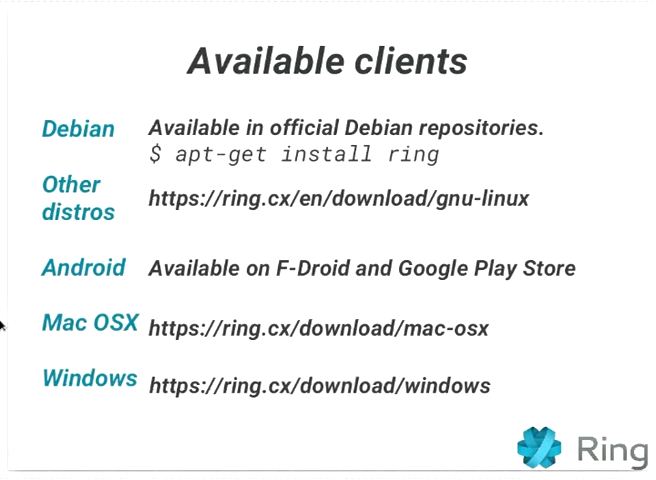 Available clients
Debian
Available in official Debian repositories.
$ apt-get install ring
Other
distros
https://ring.cx/en/download/gnu-linux
Android
Available on F-Droid and Google Play Store
Mac OSX
https://ring.cx/download/mac-osx
Windows
https://ring.cx/download/windows
Ring